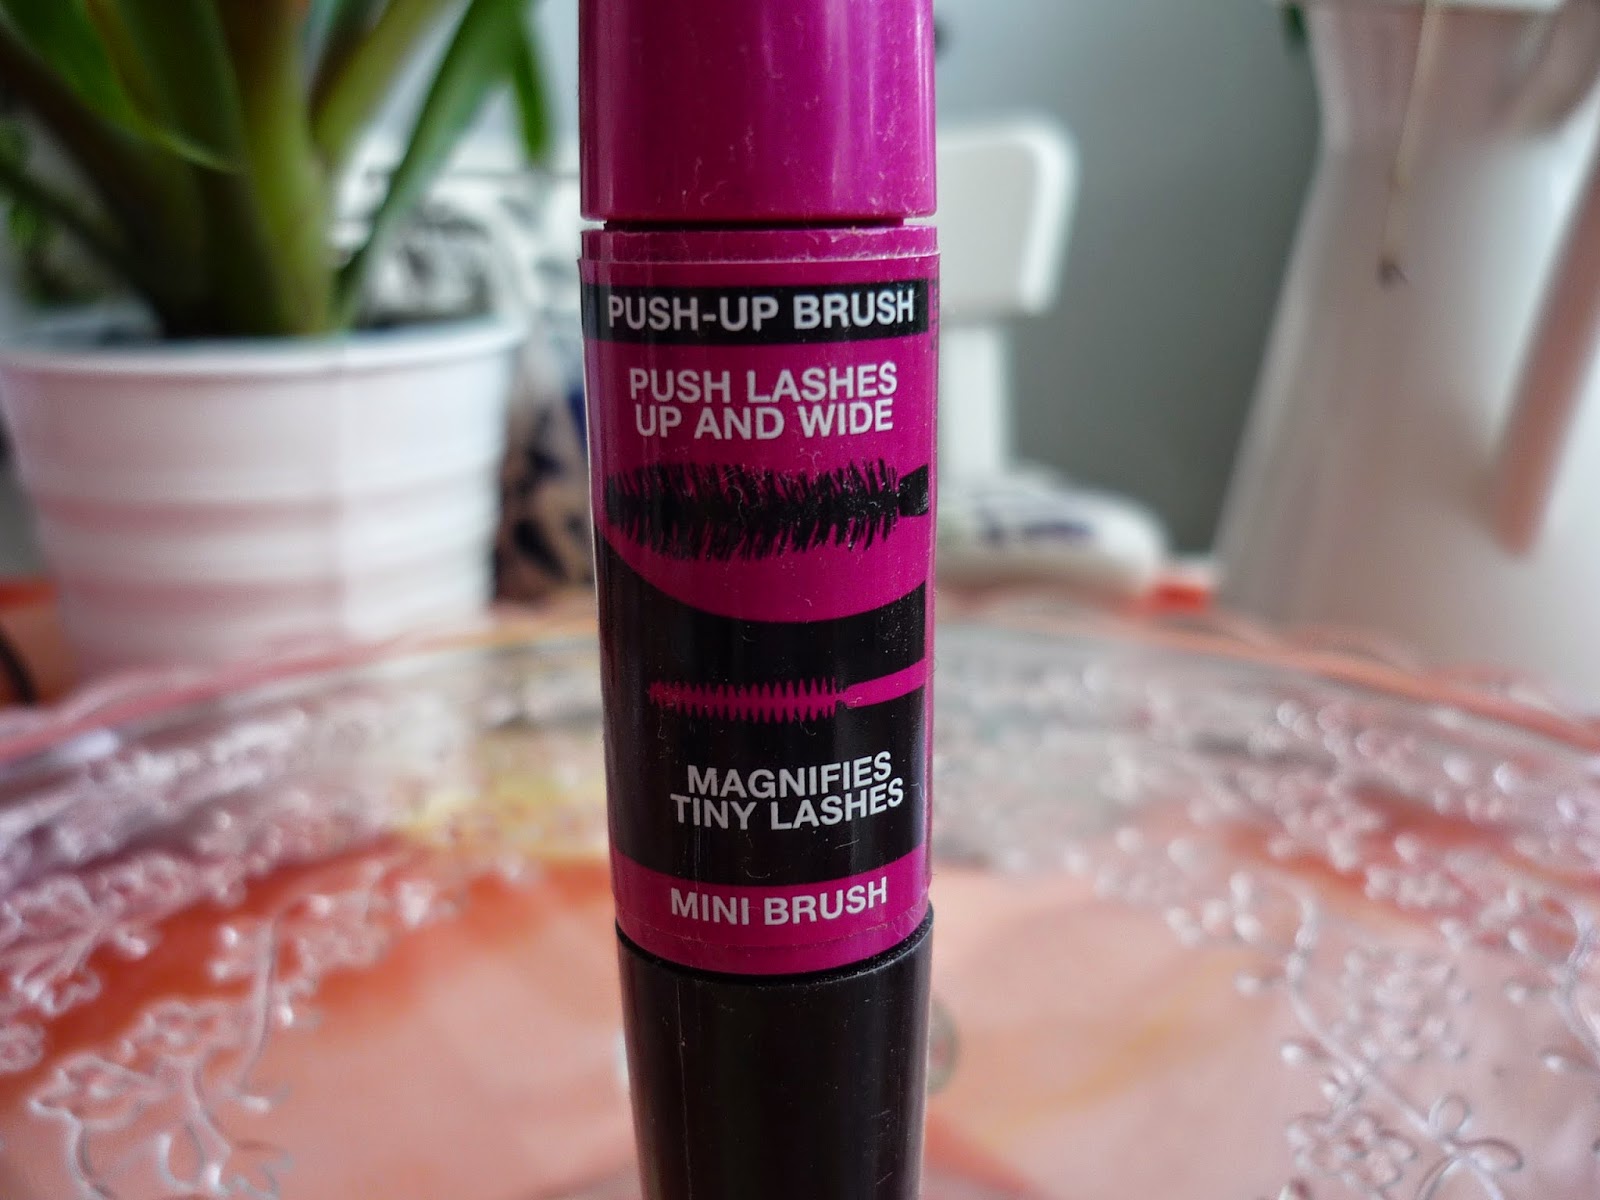 PUSH-UP BRUSH
PUSH LASHES
UP AND WIDE
MAGNIFIES
TINY LASHES
MINI BRUSH